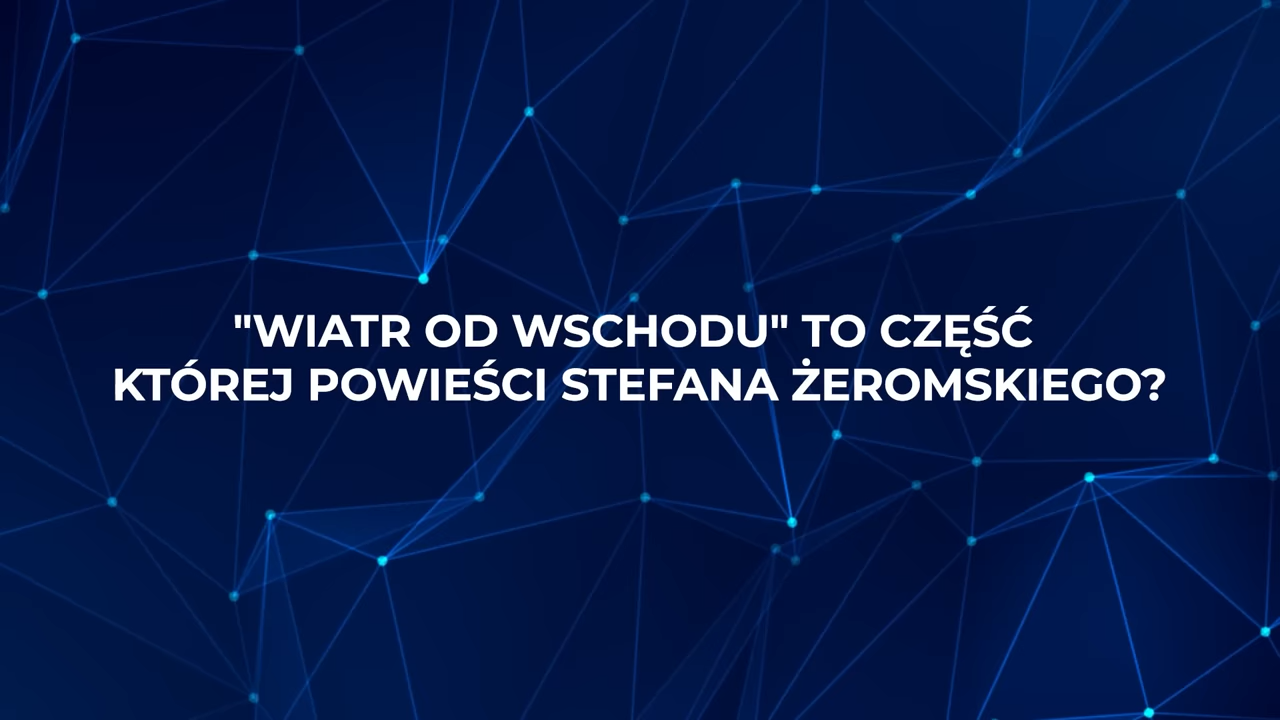 "WIATR OD WSCHODU" TO CZĘŚĆ
KTÓREJ POWIEŚCI STEFANA ŻEROMSKIEGO?